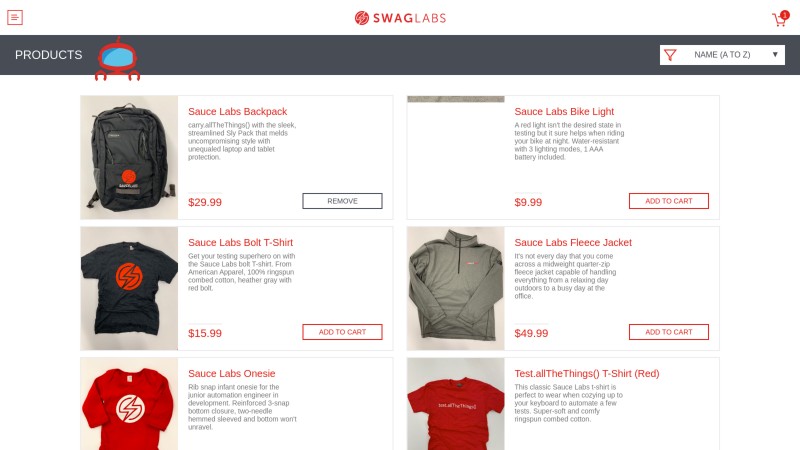 SWAGLABS
1
PRODUCTS
NAME (A TO Z)
Sauce Labs Backpack
carry.allTheThings() with the sleek,
streamlined Sly Pack that melds
uncompromising style with
unequaled laptop and tablet
protection.
$29.99
REMOVE
Sauce Labs Bike Light
A red light isn't the desired state in
testing but it sure helps when riding
your bike at night. Water-resistant
with 3 lighting modes, 1 AAA
battery included.
$9.99
ADD TO CART
Sauce Labs Bolt T-Shirt
Get your testing superhero on with
the Sauce Labs bolt T-shirt. From
American Apparel, 100% ringspun
combed cotton, heather gray with
red bolt.
$15.99
ADD TO CART
Sauce Labs Fleece Jacket
It's not every day that you come
across a midweight quarter-zip
fleece jacket capable of handling
everything from a relaxing day
outdoors to a busy day at the
office.
$49.99
ADD TO CART
Sauce Labs Onesie
Rib snap infant onesie for the
junior automation engineer in
development. Reinforced 3-snap
bottom closure, two-needle
hemmed sleeved and bottom won't
unravel.
test.allTheThings()
Test.allTheThings() T-Shirt (Red)
This classic Sauce Labs t-shirt is
perfect to wear when cozying up to
your keyboard to automate a few
tests. Super-soft and comfy
ringspun combed cotton.